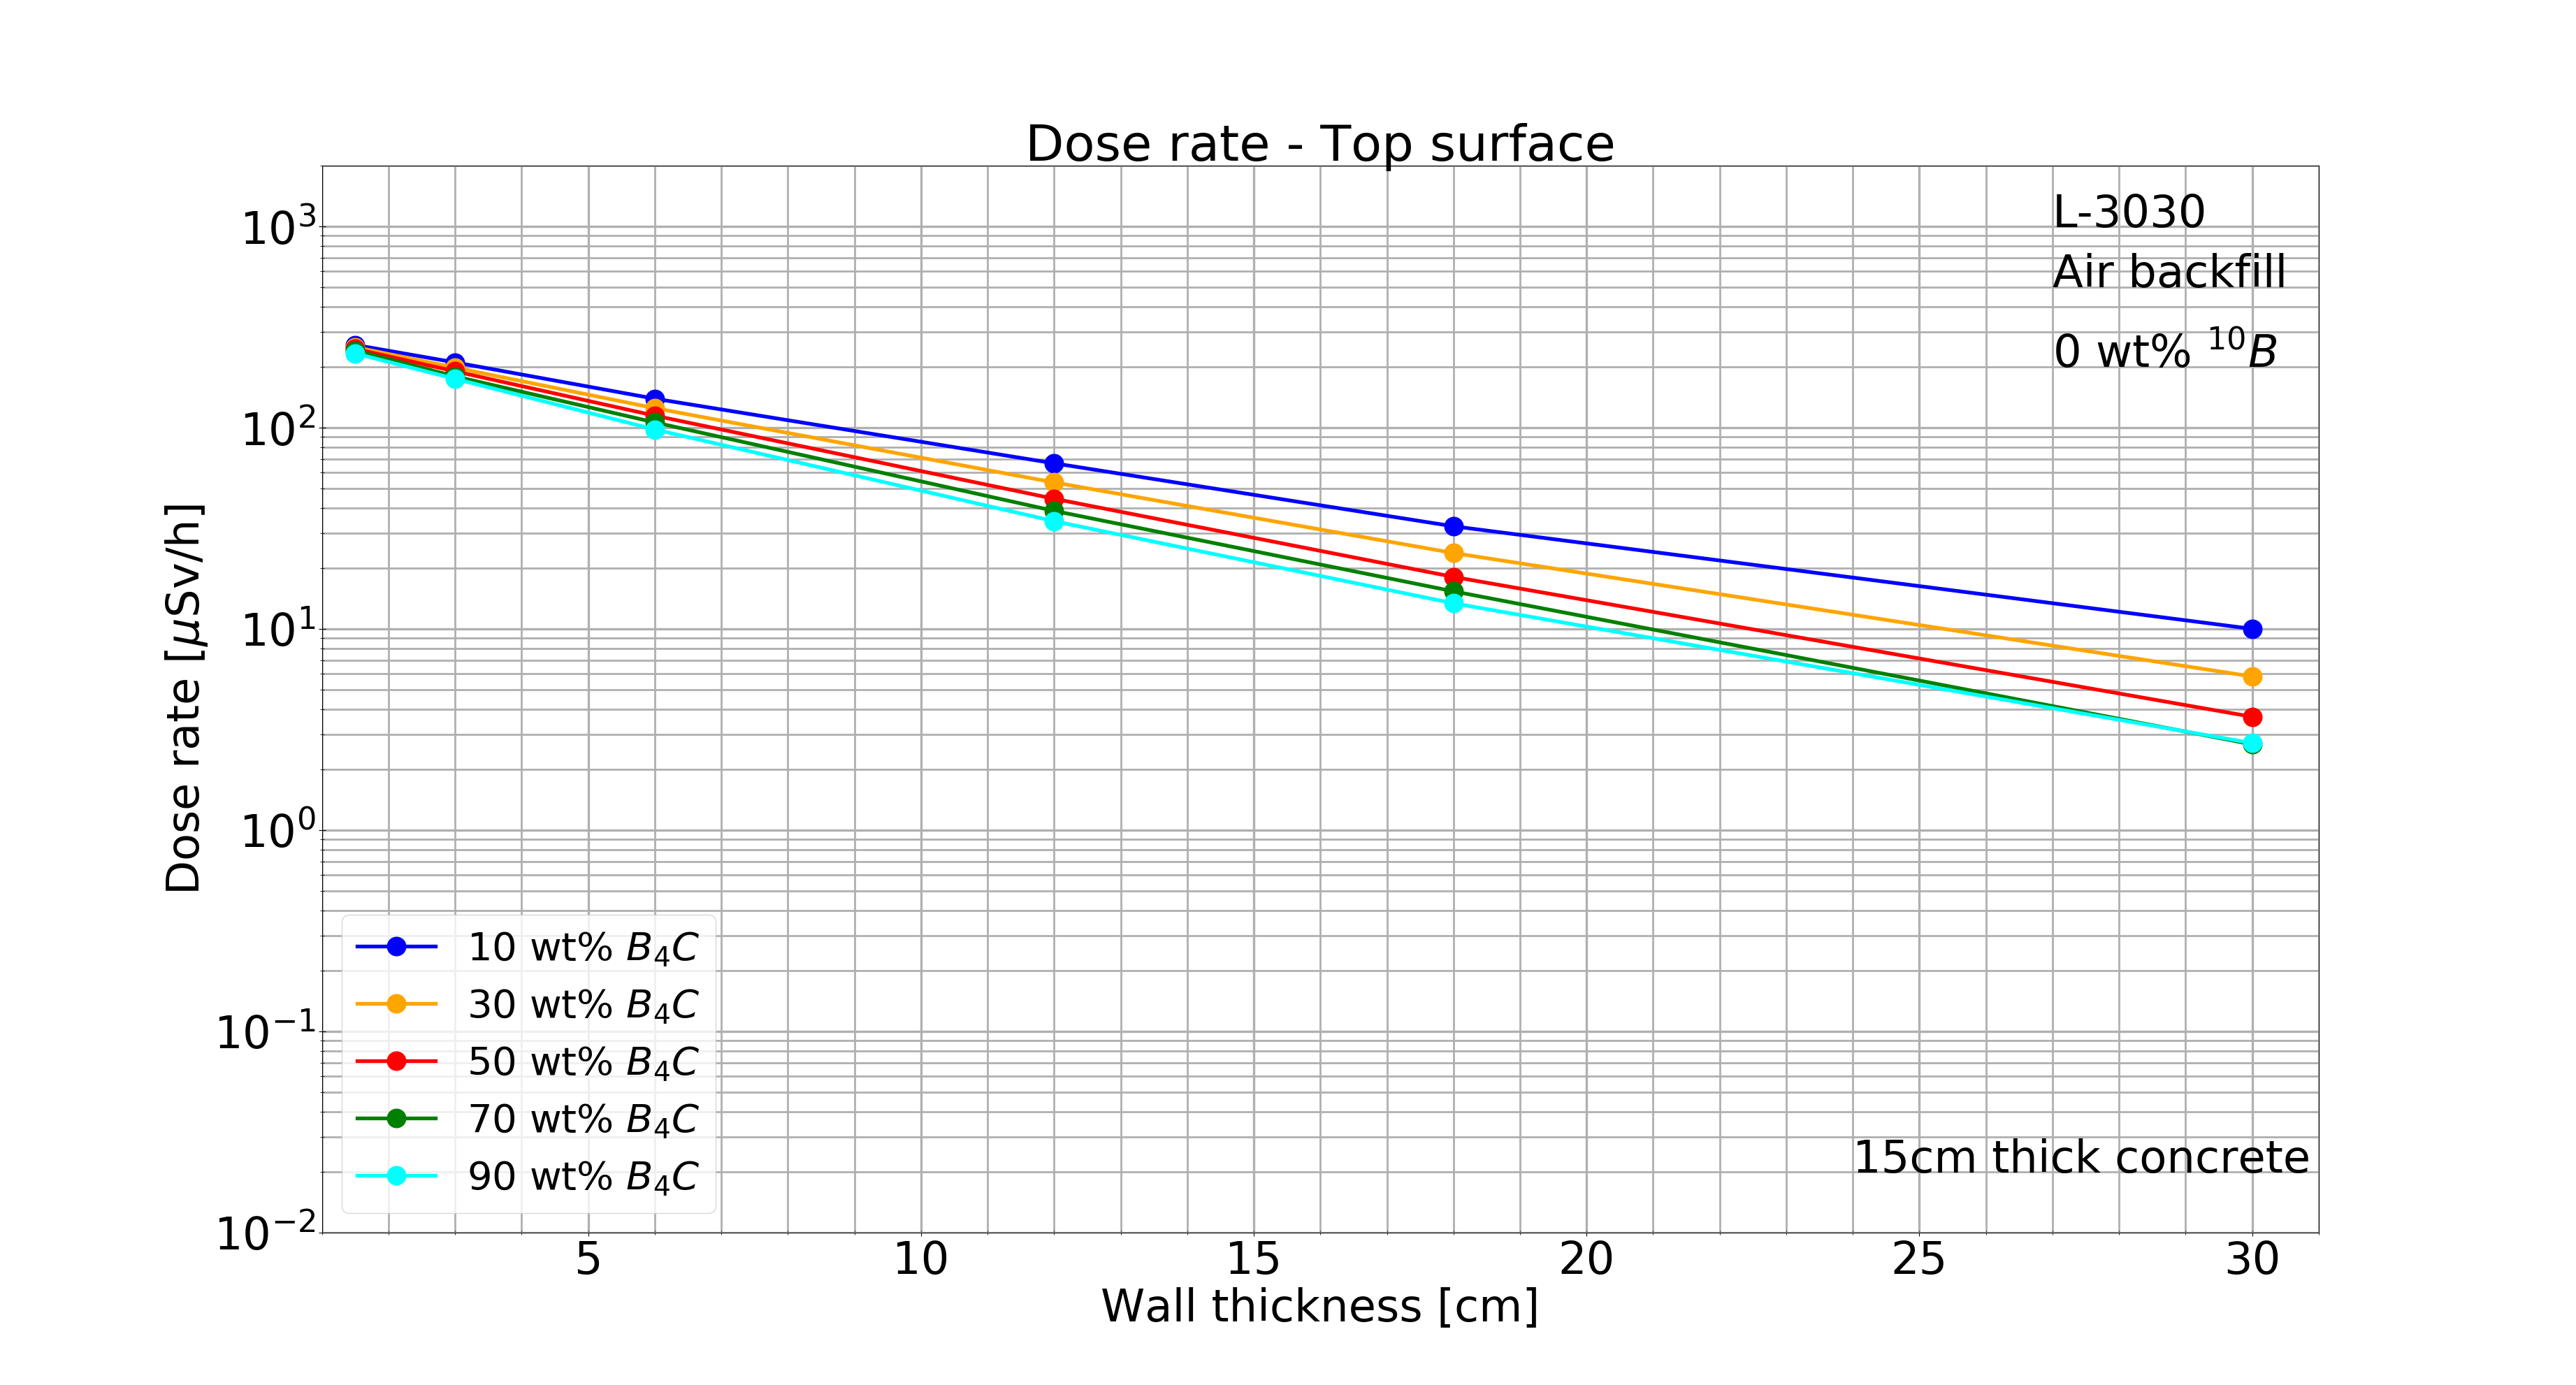 Dose rate - Top surface
L-3030
Air backfill
0 wt% ¹⁰B
10³
10²
10¹
10⁰
10⁻¹
10⁻²
Dose rate [μSv/h]
10 wt% B₄C
30 wt% B₄C
50 wt% B₄C
70 wt% B₄C
90 wt% B₄C
15cm thick concrete
5 10 15 20 25 30
Wall thickness [cm]